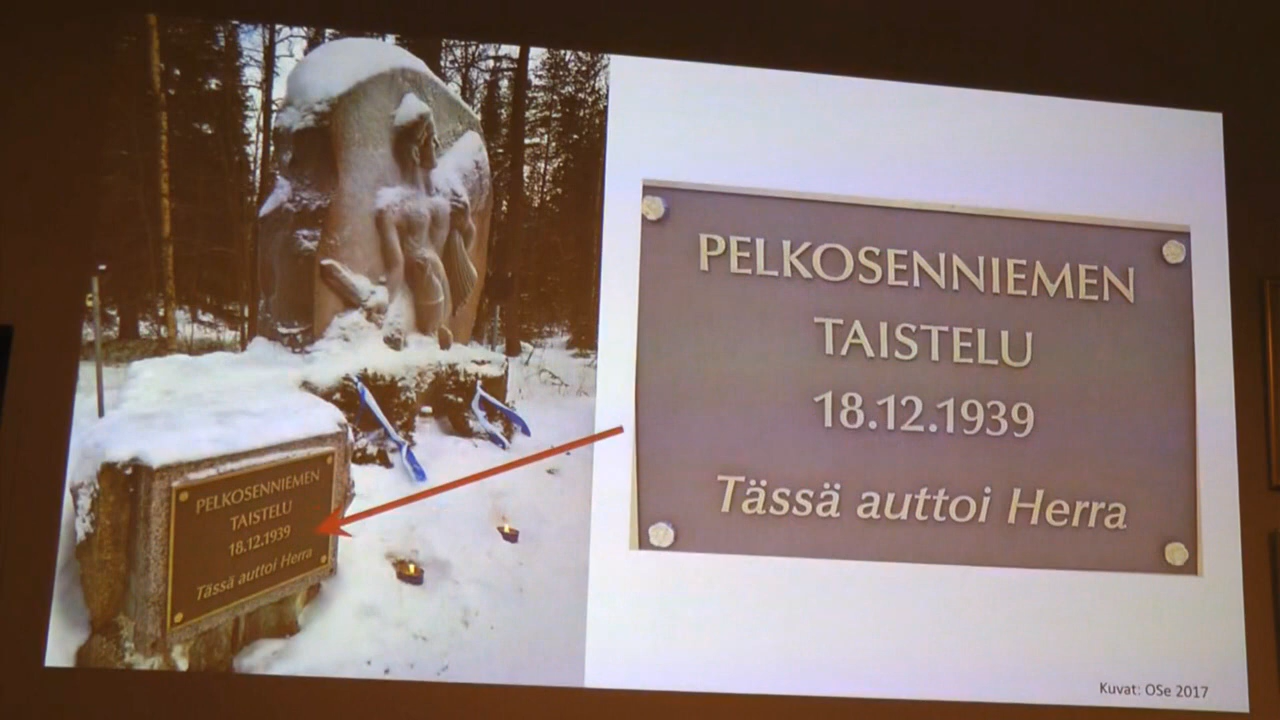 PELKOSENNIEMEN
TAISTELU
18.12.1939
Tässä auttoi Herra
PELKOSENNIEMEN
TAISTELU
18.12.1939
Tässä auttoi Herra
Kuvat: OSe 2017